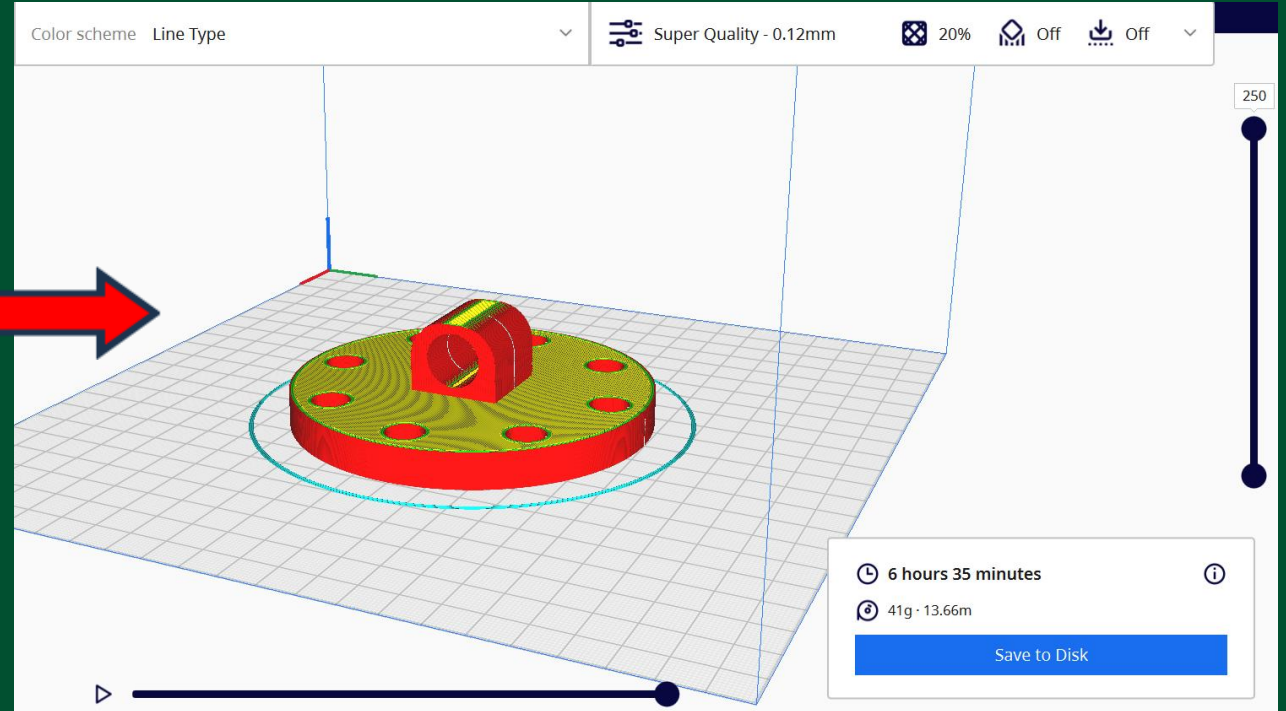 Color scheme Line Type
Super Quality - 0.12mm 20% Off Off
250
6 hours 35 minutes
41g · 13.66m
Save to Disk